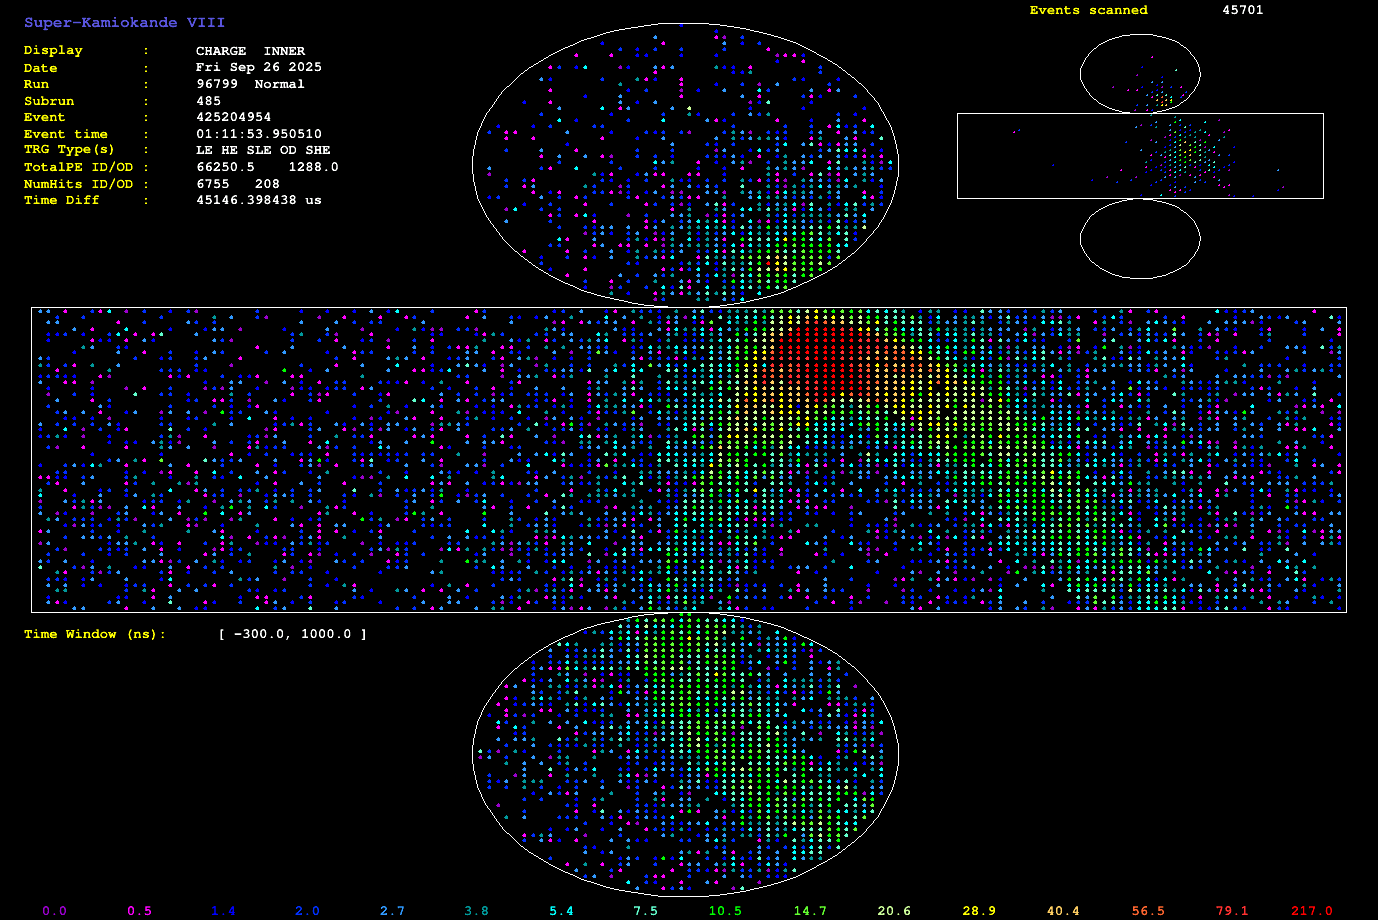 Super-Kamiokande VIII
Display : CHARGE INNER
Date : Fri Sep 26 2025
Run : 96799 Normal
Subrun : 485
Event : 425204954
Event time : 01:11:53.950510
TRG Type(s) : LE HE SLE OD SHE
TotalPE ID/OD : 66250.5 1288.0
NumHits ID/OD : 6755 208
Time Diff : 45146.398438 us
Events scanned 45701
Time Window (ns): [ -300.0, 1000.0 ]
0.0 0.5 1.4 2.0 2.7 3.8 5.4 7.5 10.5 14.7 20.6 28.9 40.4 56.5 79.1 217.0